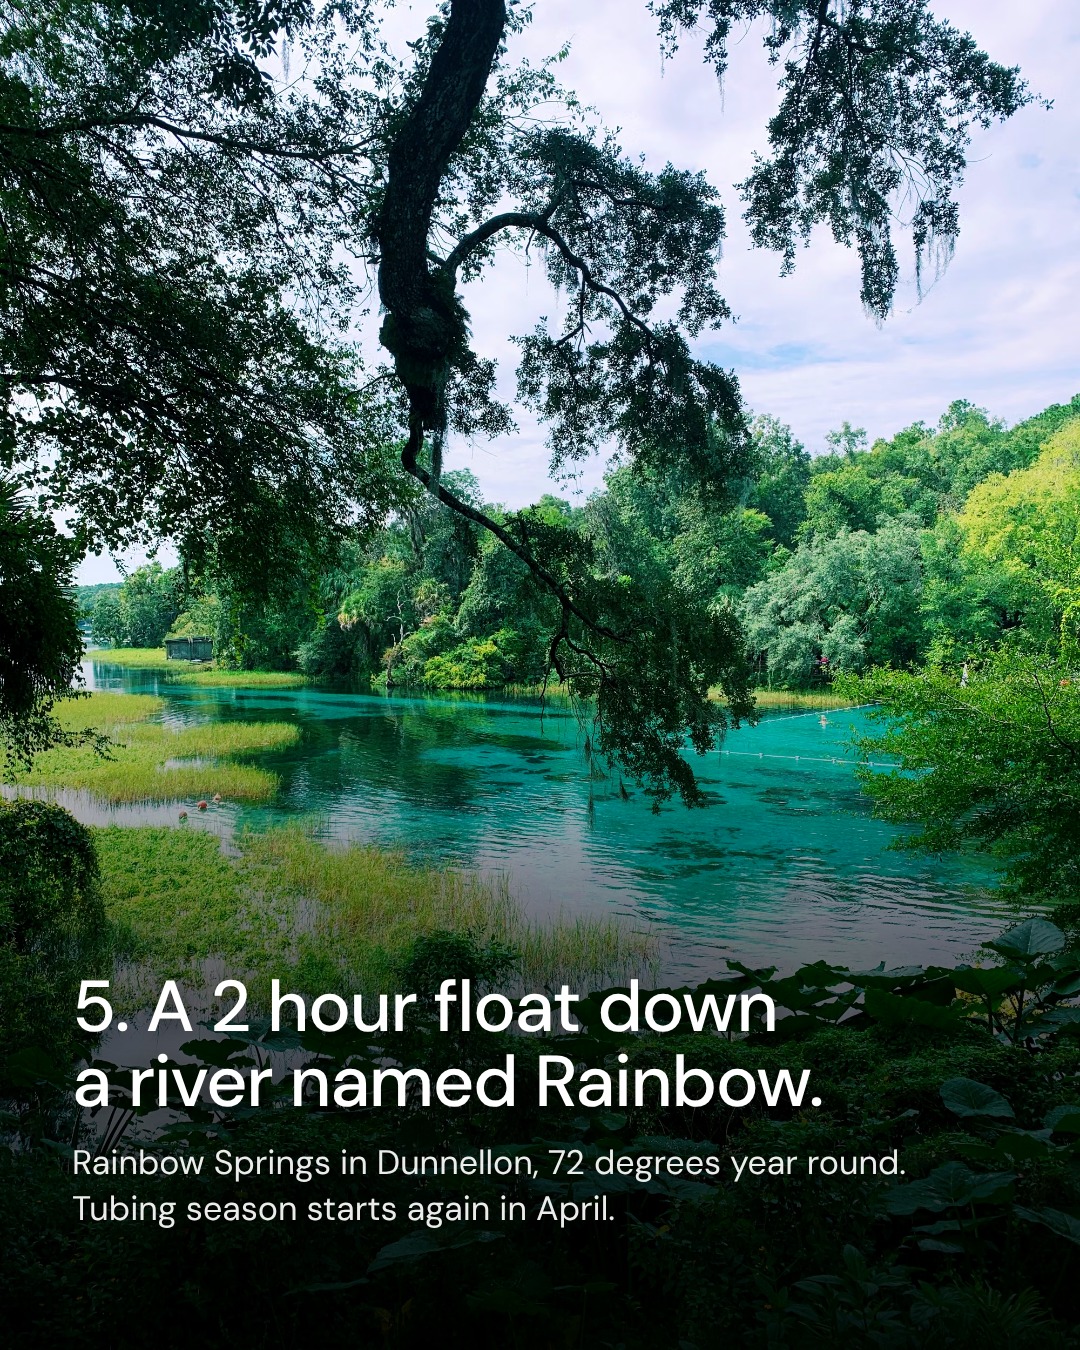 5. A 2 hour float down
a river named Rainbow.
Rainbow Springs in Dunnellon, 72 degrees year round.
Tubing season starts again in April.